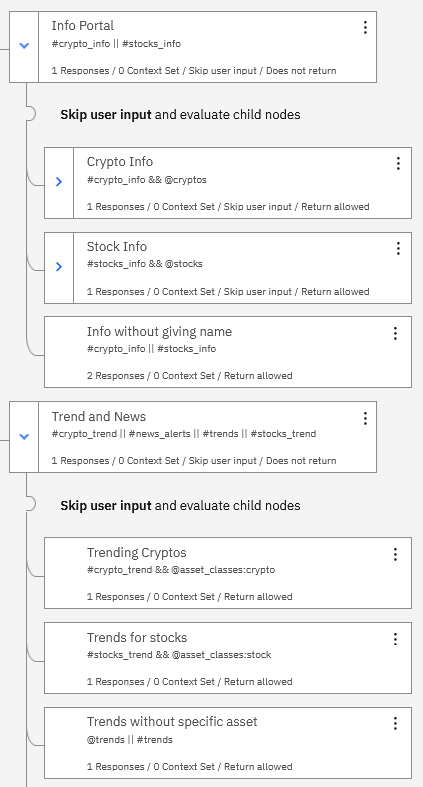 Info Portal
#crypto_info || #stocks_info
1 Responses / 0 Context Set / Skip user input / Does not return
Skip user input and evaluate child nodes
Crypto Info
#crypto_info && @cryptos
1 Responses / 0 Context Set / Skip user input / Return allowed
Stock Info
#stocks_info && @stocks
1 Responses / 0 Context Set / Skip user input / Return allowed
Info without giving name
#crypto_info || #stocks_info
2 Responses / 0 Context Set / Return allowed
Trend and News
#crypto_trend || #news_alerts || #trends || #stocks_trend
1 Responses / 0 Context Set / Skip user input / Does not return
Skip user input and evaluate child nodes
Trending Cryptos
#crypto_trend && @asset_classes:crypto
1 Responses / 0 Context Set / Return allowed
Trends for stocks
#stocks_trend && @asset_classes:stock
1 Responses / 0 Context Set / Return allowed
Trends without specific asset
@trends || #trends
1 Responses / 0 Context Set / Return allowed